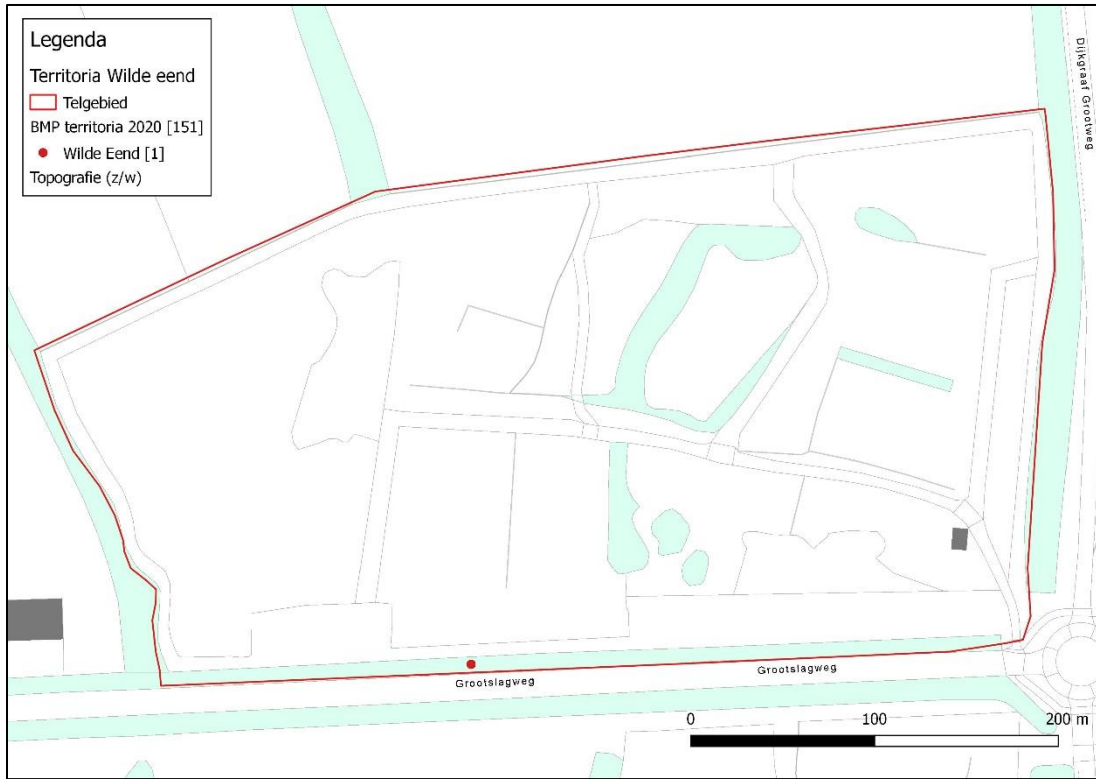 Legenda
Territoria Wilde eend
Telgebied
BMP territoria 2020 [151]
Wilde Eend [1]
Topografie (z/w)
Dijkgraaf Grootweg
Grootslagweg
Grootslagweg
0 100 200 m